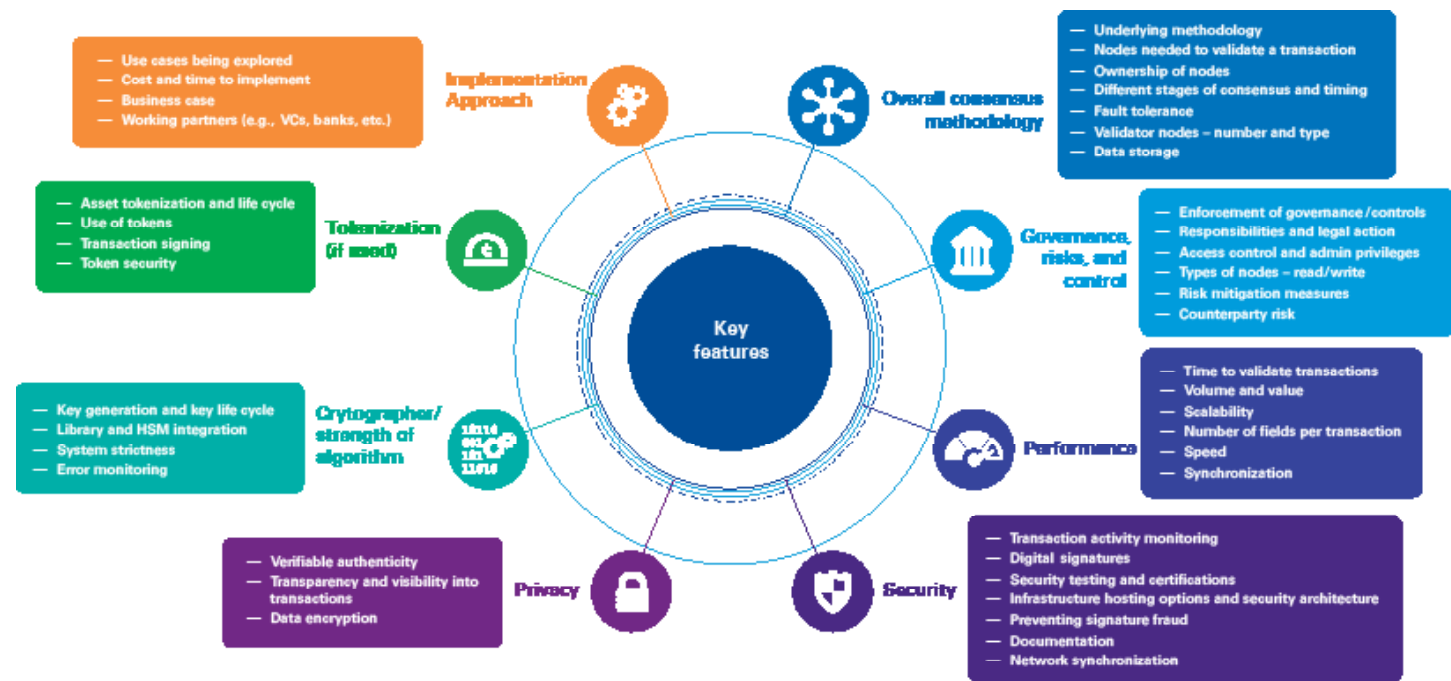 — Use cases being explored
— Cost and time to implement
— Business case
— Working partners (e.g., VCs, banks, etc.)
Implementation
Approach
Overall consensus
methodology
— Underlying methodology
— Nodes needed to validate a transaction
— Ownership of nodes
— Different stages of consensus and timing
— Fault tolerance
— Validator nodes – number and type
— Data storage
— Asset tokenization and life cycle
— Use of tokens
— Transaction signing
— Token security
Tokenization
(if used)
Governance,
risks, and
control
— Enforcement of governance/controls
— Responsibilities and legal action
— Access control and admin privileges
— Types of nodes – read/write
— Risk mitigation measures
— Counterparty risk
Key
features
— Key generation and key life cycle
— Library and HSM integration
— System strictness
— Error monitoring
Crytographer/
strength of
algorithm
10110
001
101
11010
Performance
— Time to validate transactions
— Volume and value
— Scalability
— Number of fields per transaction
— Speed
— Synchronization
— Verifiable authenticity
— Transparency and visibility into
transactions
— Data encryption
Privacy
Security
— Transaction activity monitoring
— Digital signatures
— Security testing and certifications
— Infrastructure hosting options and security architecture
— Preventing signature fraud
— Documentation
— Network synchronization